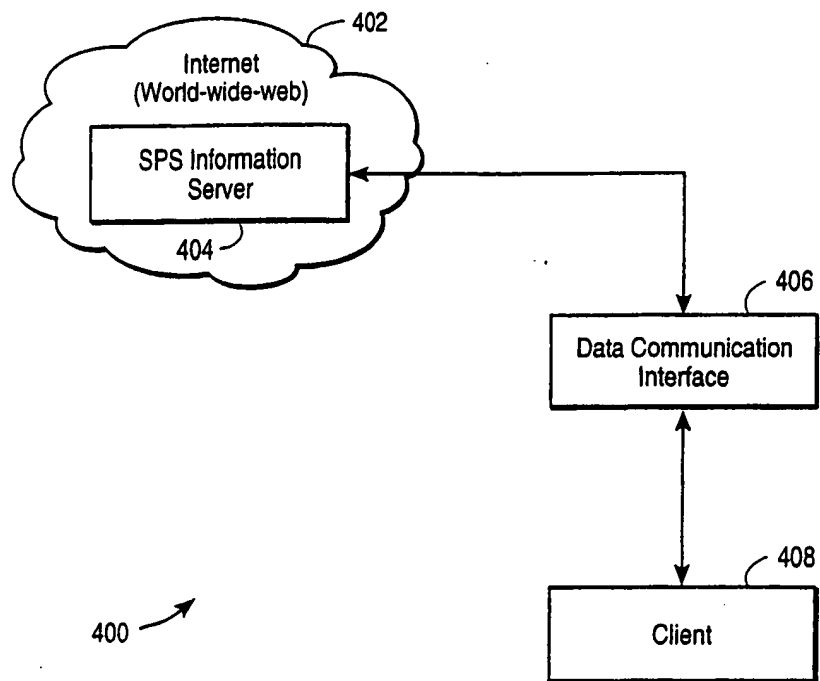 402
Internet
(World-wide-web)
SPS Information
Server
404
406
Data Communication
Interface
408
Client
400